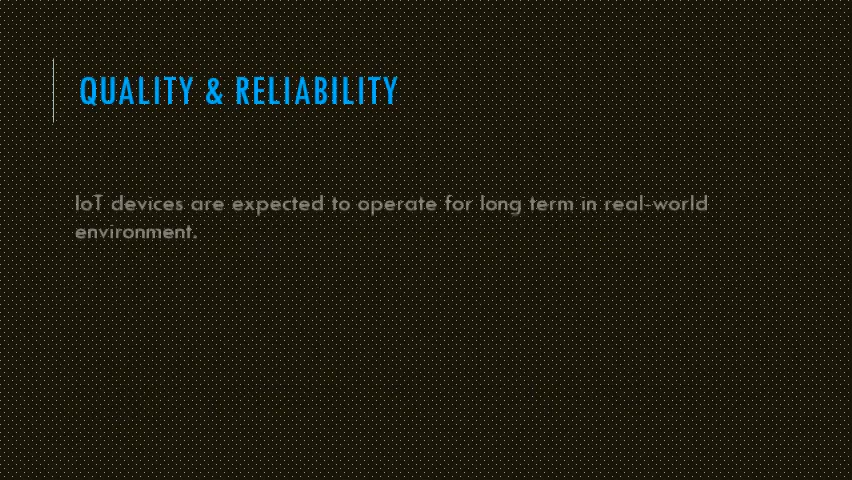 QUALITY & RELIABILITY
IoT devices are expected to operate for long term in real-world
environment.